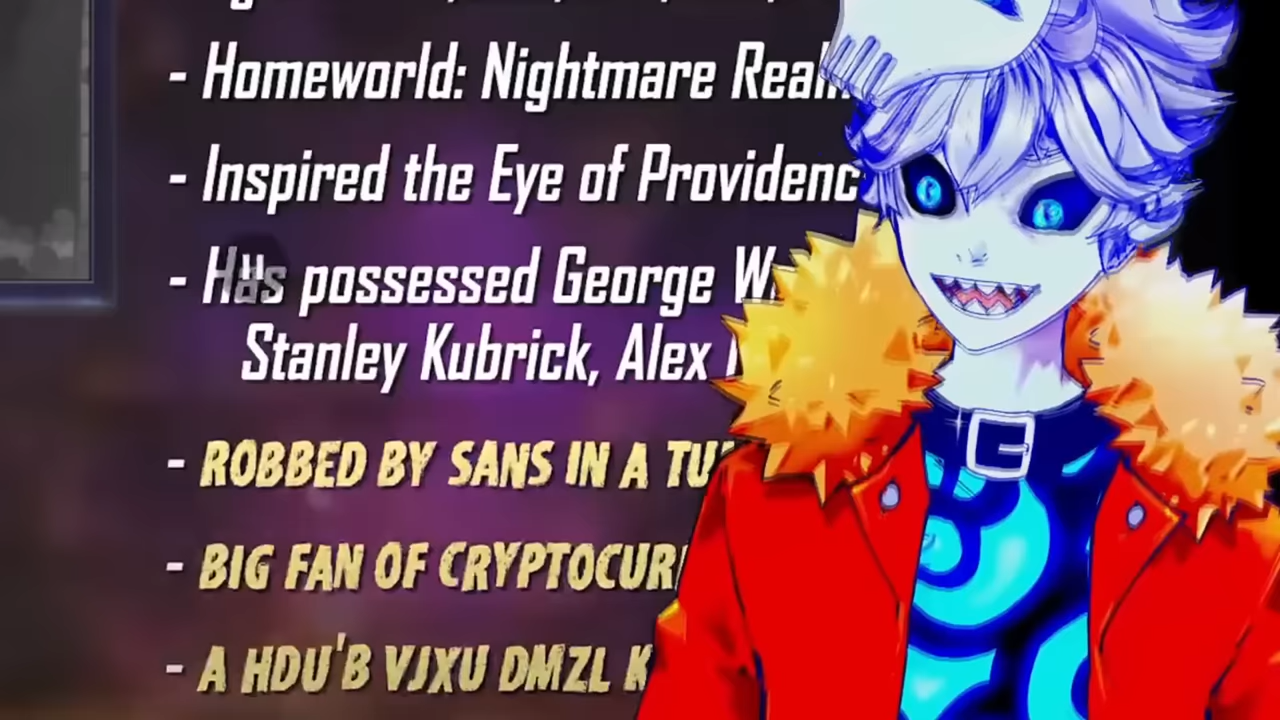 - Homeworld: Nightmare Realm
- Inspired the Eye of Providenc
- Has possessed George W
Stanley Kubrick, Alex
- ROBBED BY SANS IN A TU
- BIG FAN OF CRYPTOCUR
- A HDU'B VJXU DMZL K